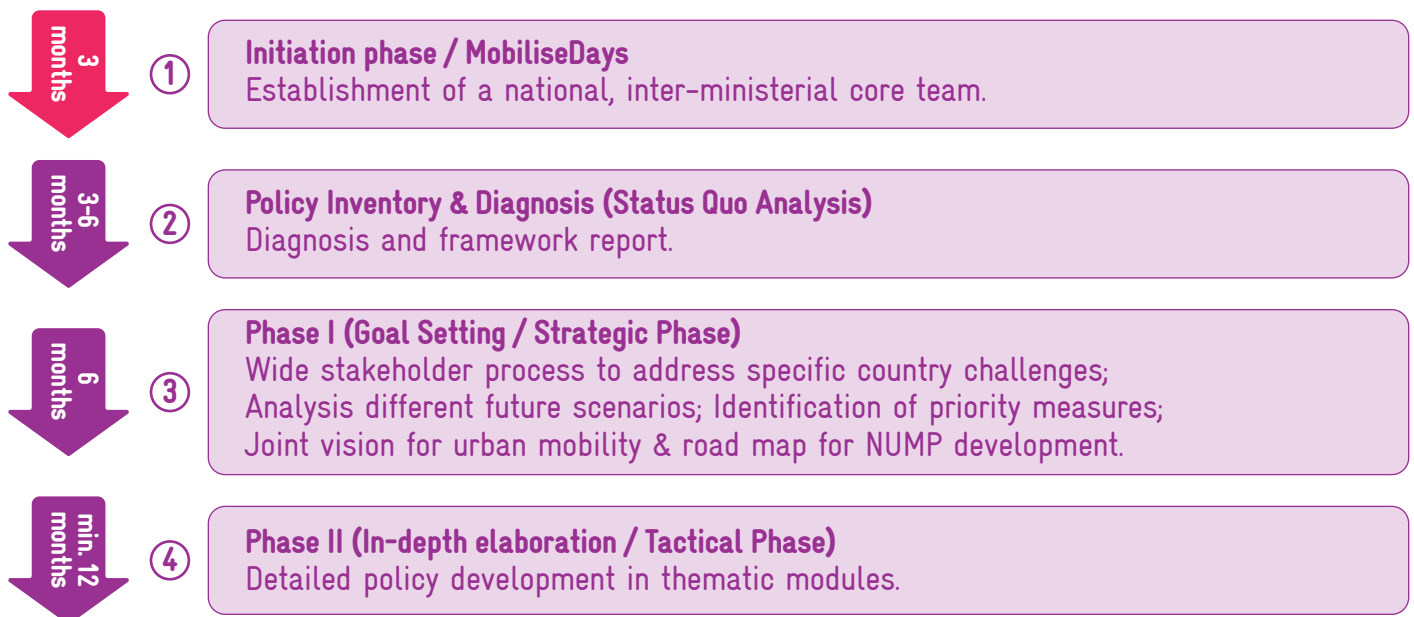 3
months
1
Initiation phase / MobiliseDays
Establishment of a national, inter-ministerial core team.
3-6
months
2
Policy Inventory & Diagnosis (Status Quo Analysis)
Diagnosis and framework report.
6
months
3
Phase I (Goal Setting / Strategic Phase)
Wide stakeholder process to address specific country challenges;
Analysis different future scenarios; Identification of priority measures;
Joint vision for urban mobility & road map for NUMP development.
min. 12
months
4
Phase II (In-depth elaboration / Tactical Phase)
Detailed policy development in thematic modules.